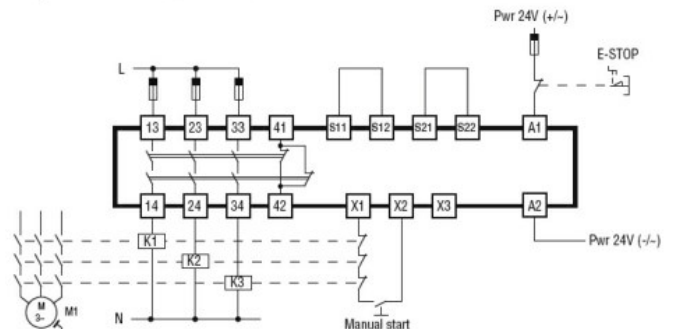 Pwr 24V (+/~)
E-STOP
L
13 23 33 41 S11 S12 S21 S22 A1
14 24 34 42 X1 X2 X3 A2
K1
Pwr 24V (-/~)
K2
K3
M
3~
M1
N
Manual start